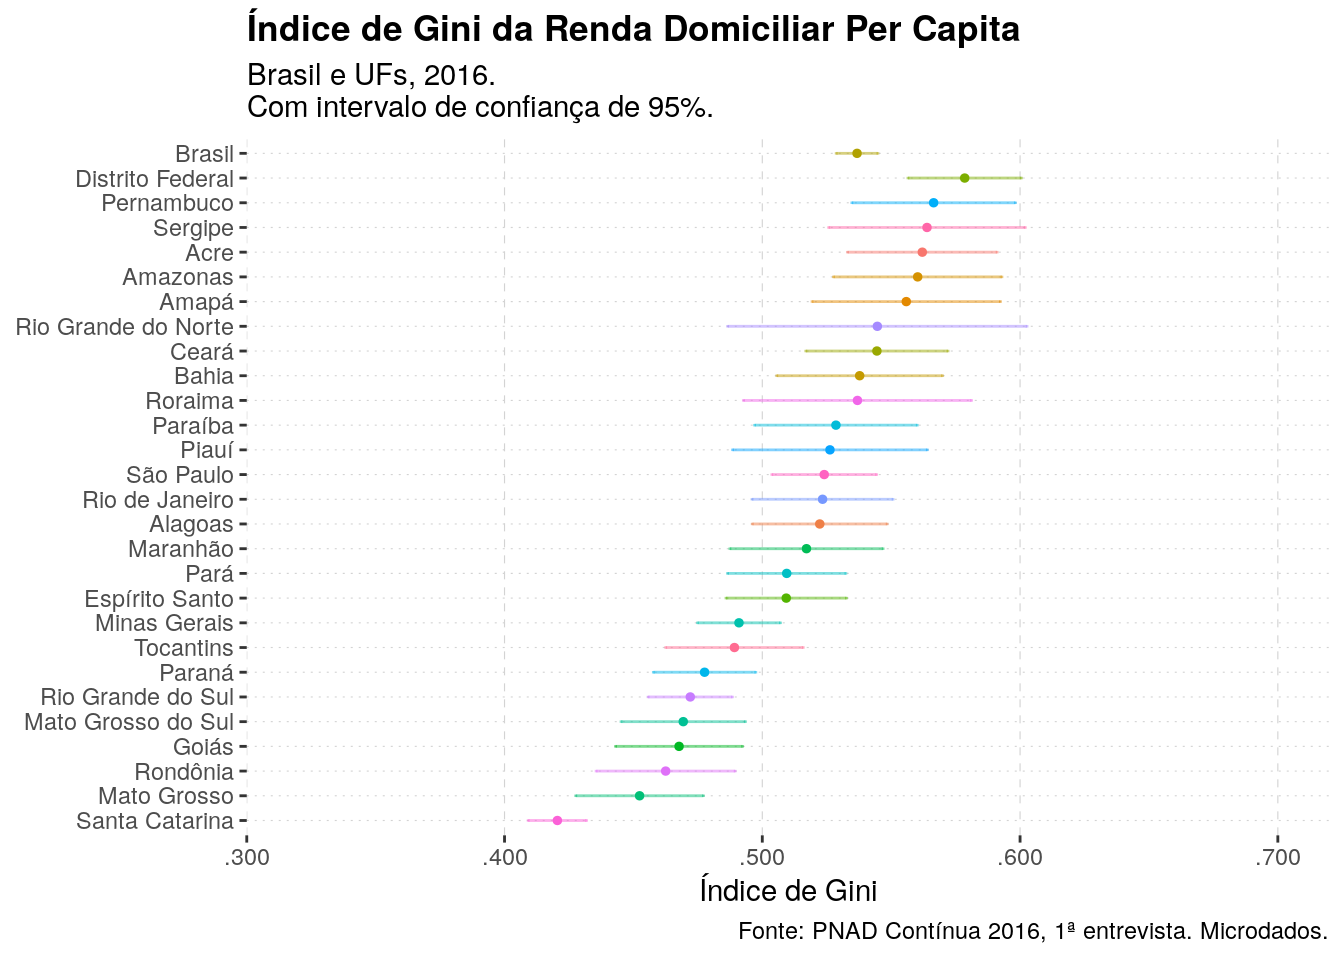 Índice de Gini da Renda Domiciliar Per Capita
Brasil e UFs, 2016.
Com intervalo de confiança de 95%.
Brasil
Distrito Federal
Pernambuco
Sergipe
Acre
Amazonas
Amapá
Rio Grande do Norte
Ceará
Bahia
Roraima
Paraíba
Piauí
São Paulo
Rio de Janeiro
Alagoas
Maranhão
Pará
Espírito Santo
Minas Gerais
Tocantins
Paraná
Rio Grande do Sul
Mato Grosso do Sul
Goiás
Rondônia
Mato Grosso
Santa Catarina
.300 .400 .500 .600 .700
Índice de Gini
Fonte: PNAD Contínua 2016, 1ª entrevista. Microdados.